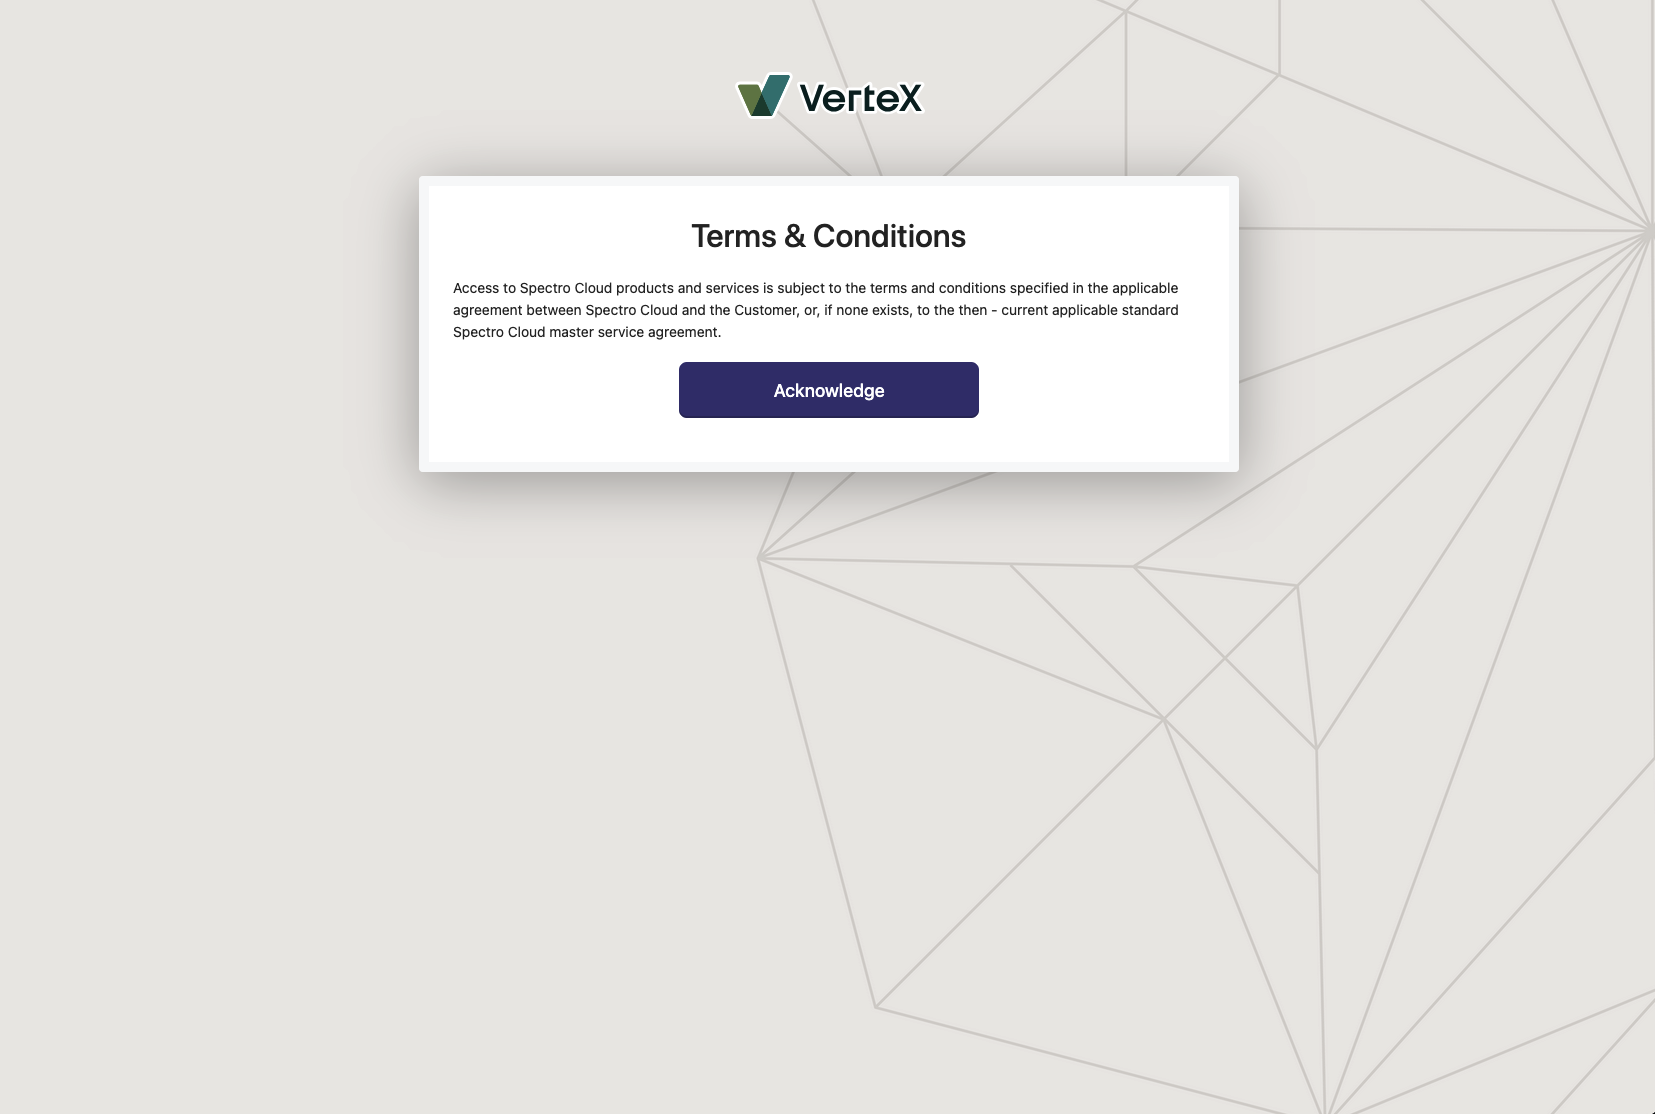 VerteX
Terms & Conditions
Access to Spectro Cloud products and services is subject to the terms and conditions specified in the applicable
agreement between Spectro Cloud and the Customer, or, if none exists, to the then - current applicable standard
Spectro Cloud master service agreement.
Acknowledge